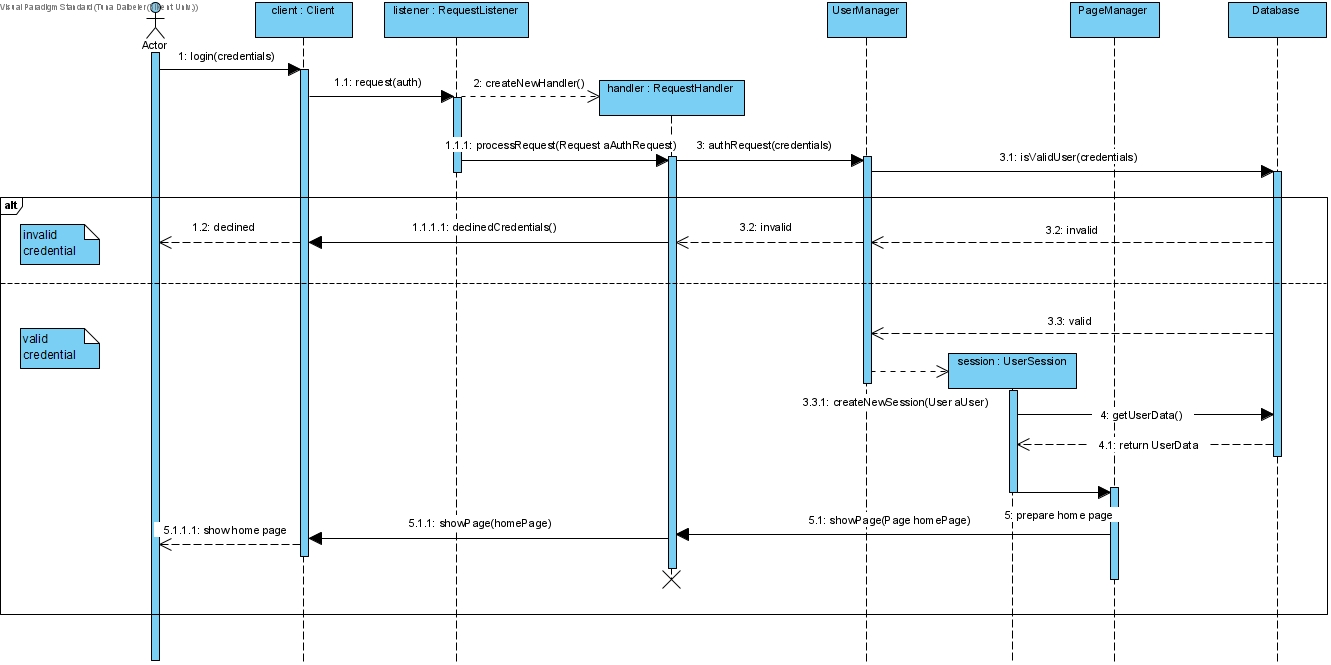 Visual Paradigm Standard (Tuna Dalbeler(Bilkent Univ.))
client : Client
listener : RequestListener
UserManager
PageManager
Database
Actor
1: login(credentials)
1.1: request(auth)
2: createNewHandler()
handler : RequestHandler
1.1.1: processRequest(Request aAuthRequest)
3: authRequest(credentials)
3.1: isValidUser(credentials)
alt
invalid
credential
1.2: declined
1.1.1.1: declinedCredentials()
3.2: invalid
3.2: invalid
3.3: valid
valid
credential
session : UserSession
3.3.1: createNewSession(User aUser)
4: getUserData()
4.1: return UserData
5: prepare home page
5.1: showPage(Page homePage)
5.1.1: showPage(homePage)
5.1.1.1: show home page